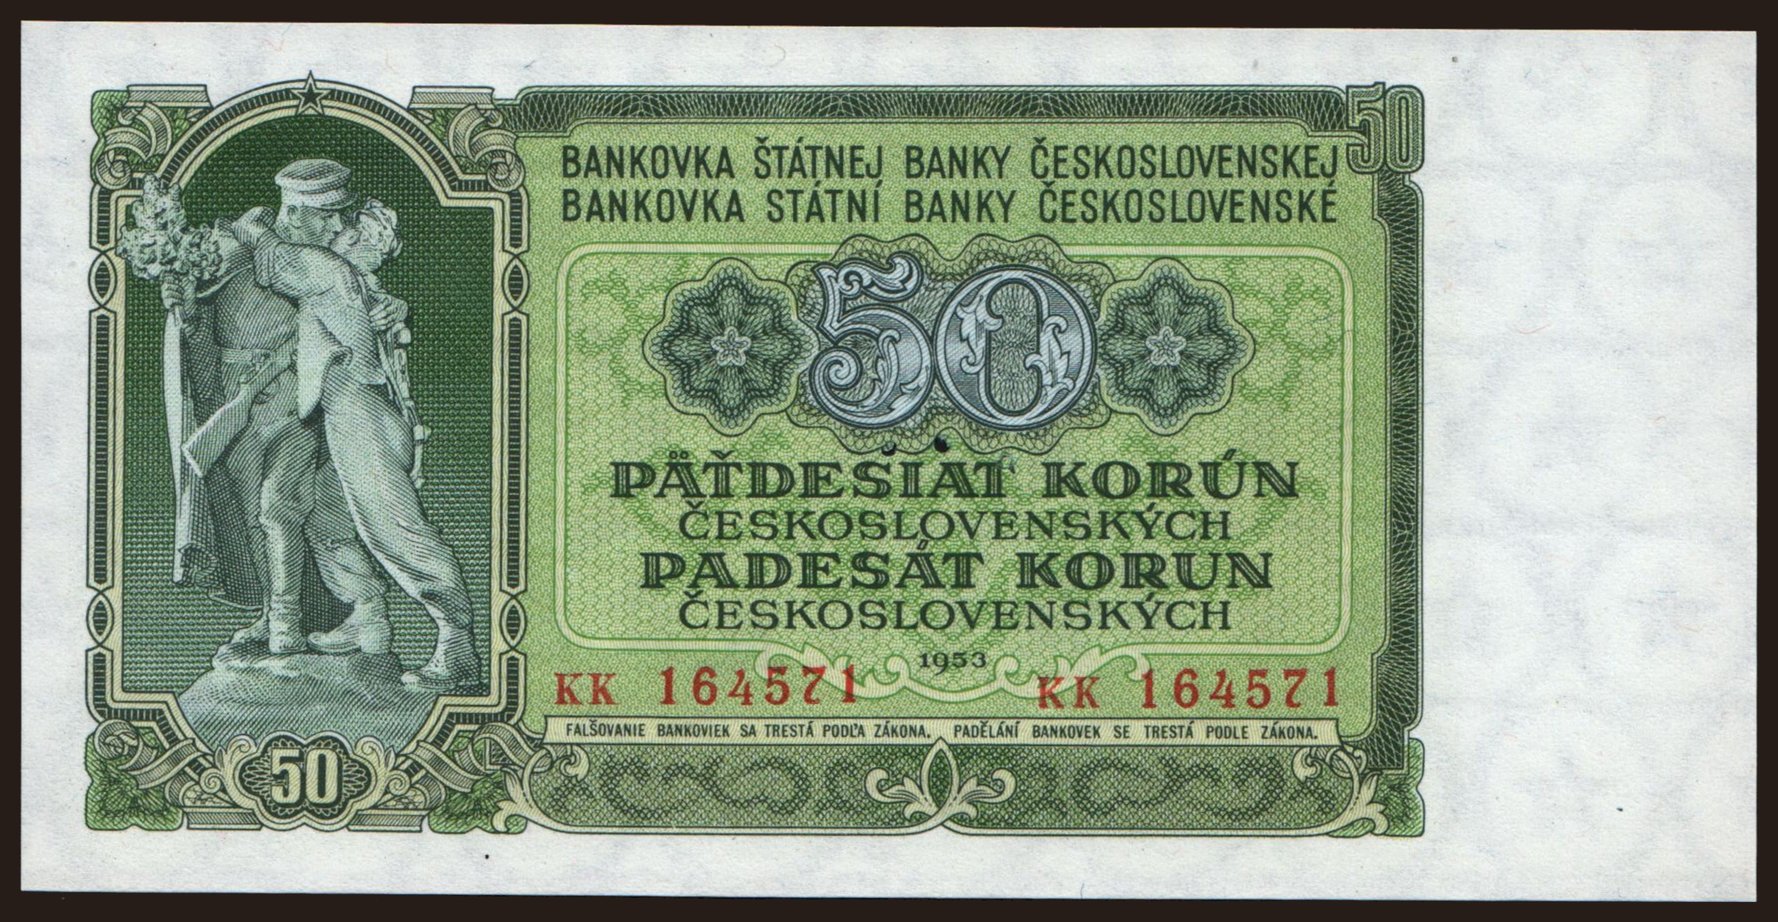 50
BANKOVKA ŠTÁTNEJ BANKY ČESKOSLOVENSKEJ
BANKOVKA STÁTNÍ BANKY ČESKOSLOVENSKÉ
50
PÄŤDESIAT KORÚN
ČESKOSLOVENSKÝCH
PADESÁT KORUN
ČESKOSLOVENSKÝCH
1953
KK 164571 KK 164571
FALŠOVANIE BANKOVIEK SA TRESTÁ PODĽA ZÁKONA. PADĚLÁNÍ BANKOVEK SE TRESTÁ PODLE ZÁKONA.
50